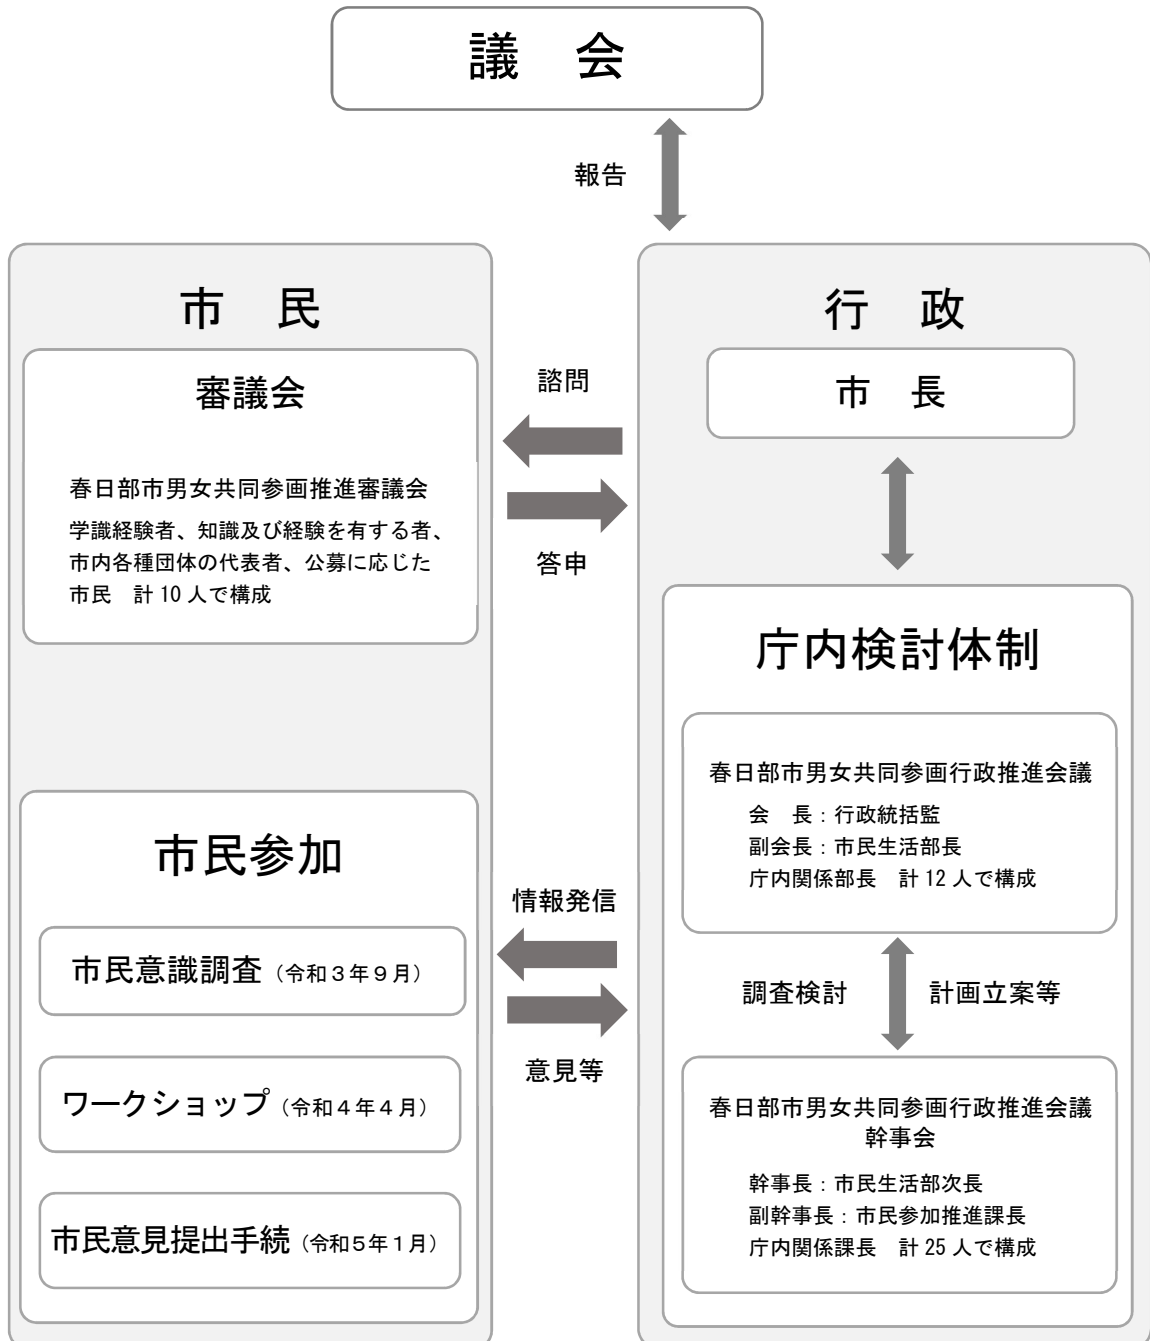 議　会
報告
市　民
審議会
春日部市男女共同参画推進審議会
学識経験者、知識及び経験を有する者、
市内各種団体の代表者、公募に応じた
市民　計10人で構成
諮問
答申
行　政
市　長
庁内検討体制
春日部市男女共同参画行政推進会議
会　長：行政統括監
副会長：市民生活部長
庁内関係部長　計12人で構成
調査検討
計画立案等
春日部市男女共同参画行政推進会議
幹事会
幹事長：市民生活部次長
副幹事長：市民参加推進課長
庁内関係課長　計25人で構成
市民参加
市民意識調査（令和３年９月）
ワークショップ（令和４年４月）
市民意見提出手続（令和５年１月）
情報発信
意見等